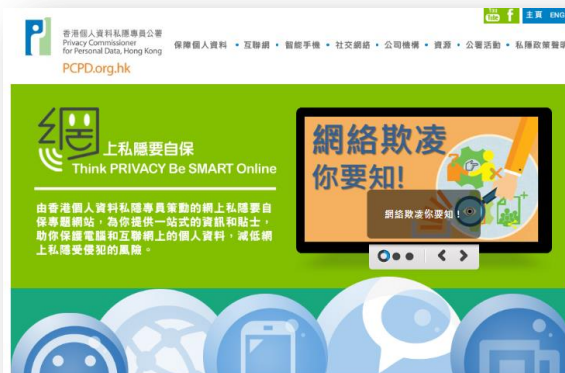 You Tube f 主頁 ENG
香港個人資料私隱專員公署
Privacy Commissioner
for Personal Data, Hong Kong
PCPD.org.hk
保障個人資料 • 互聯網 • 智能手機 • 社交網絡 • 公司機構 • 資源 • 公署活動 • 私隱政策聲明
網上私隱要自保
Think PRIVACY Be SMART Online
由香港個人資料私隱專員策動的網上私隱要自
保專題網站，為你提供一站式的資訊和貼士，
助你保護電腦和互聯網上的個人資料，減低網
上私隱受侵犯的風險。
網絡欺凌
你要知!
網絡欺凌你要知！